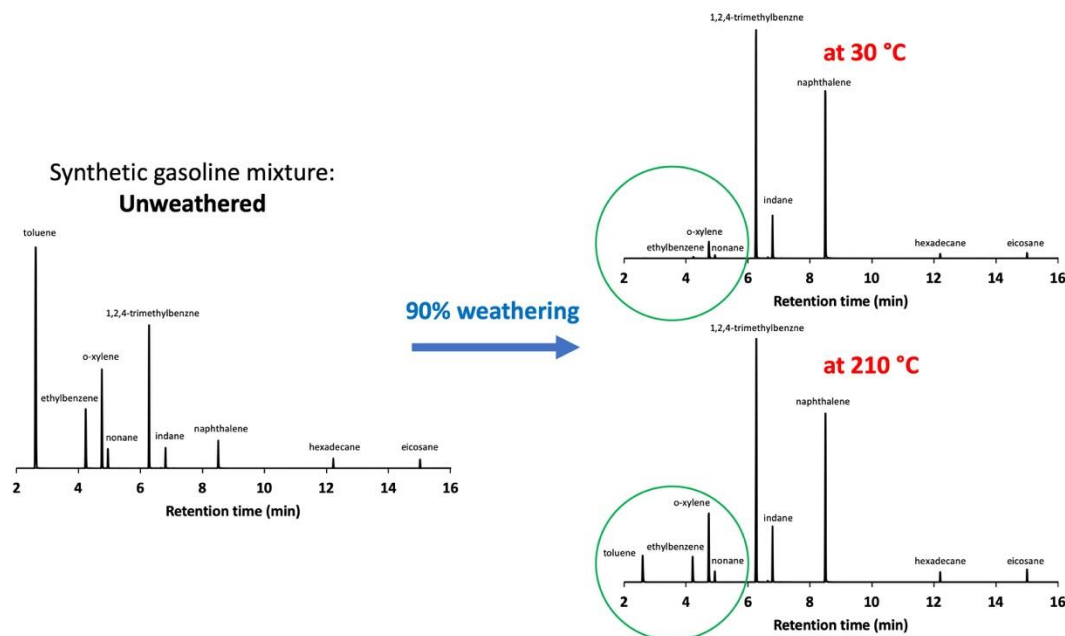 Synthetic gasoline mixture:
Unweathered
toluene
1,2,4-trimethylbenzne
o-xylene
ethylbenzene
nonane
indane
naphthalene
hexadecane
eicosane
2 4 6 8 10 12 14 16
Retention time (min)
90% weathering
1,2,4-trimethylbenzne
at 30 °C
naphthalene
indane
o-xylene
ethylbenzene
nonane
hexadecane
eicosane
2 4 6 8 10 12 14 16
Retention time (min)
1,2,4-trimethylbenzne
at 210 °C
naphthalene
o-xylene
indane
toluene
ethylbenzene
nonane
hexadecane
eicosane
2 4 6 8 10 12 14 16
Retention time (min)